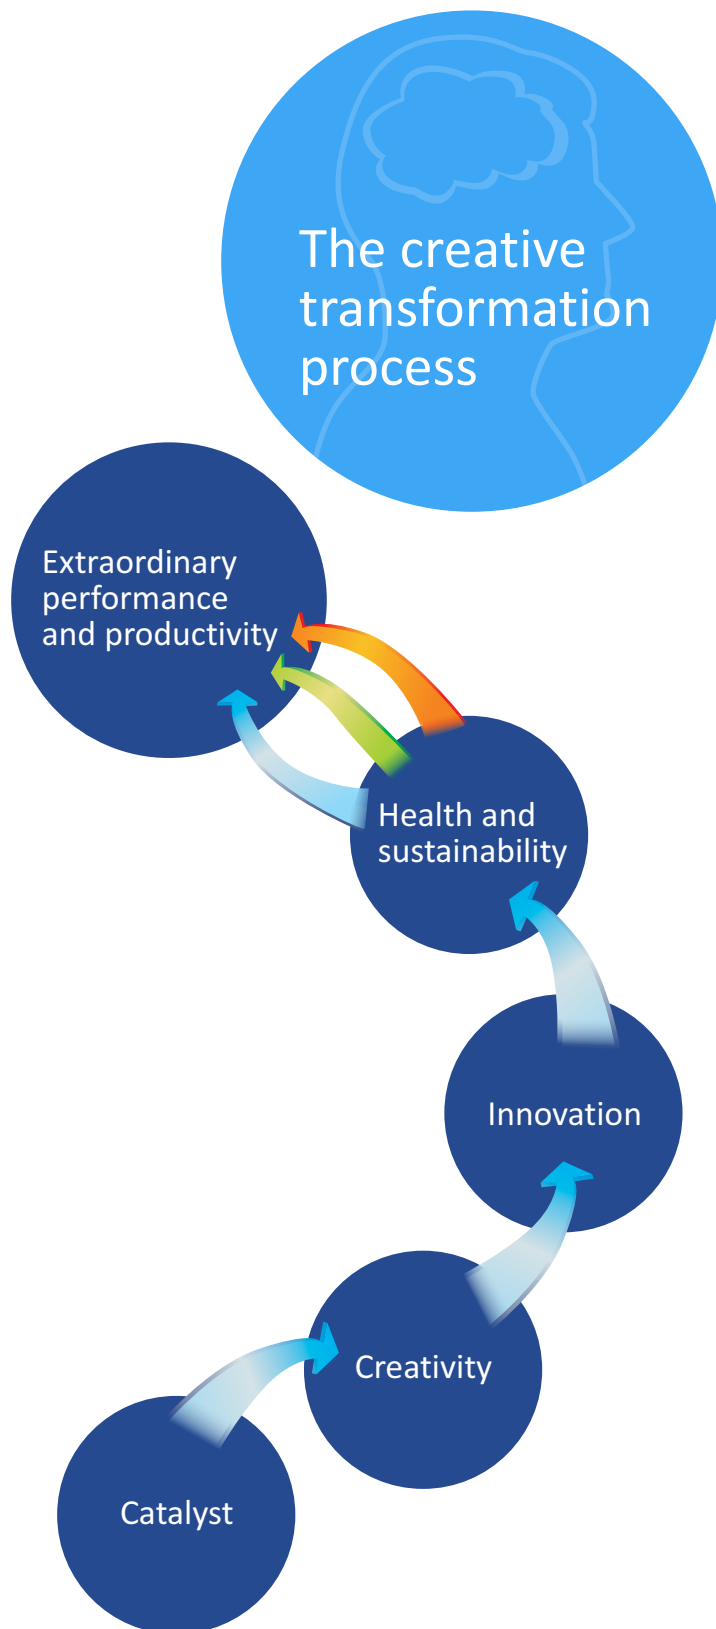 The creative
transformation
process
Extraordinary
performance
and productivity
Health and
sustainability
Innovation
Creativity
Catalyst